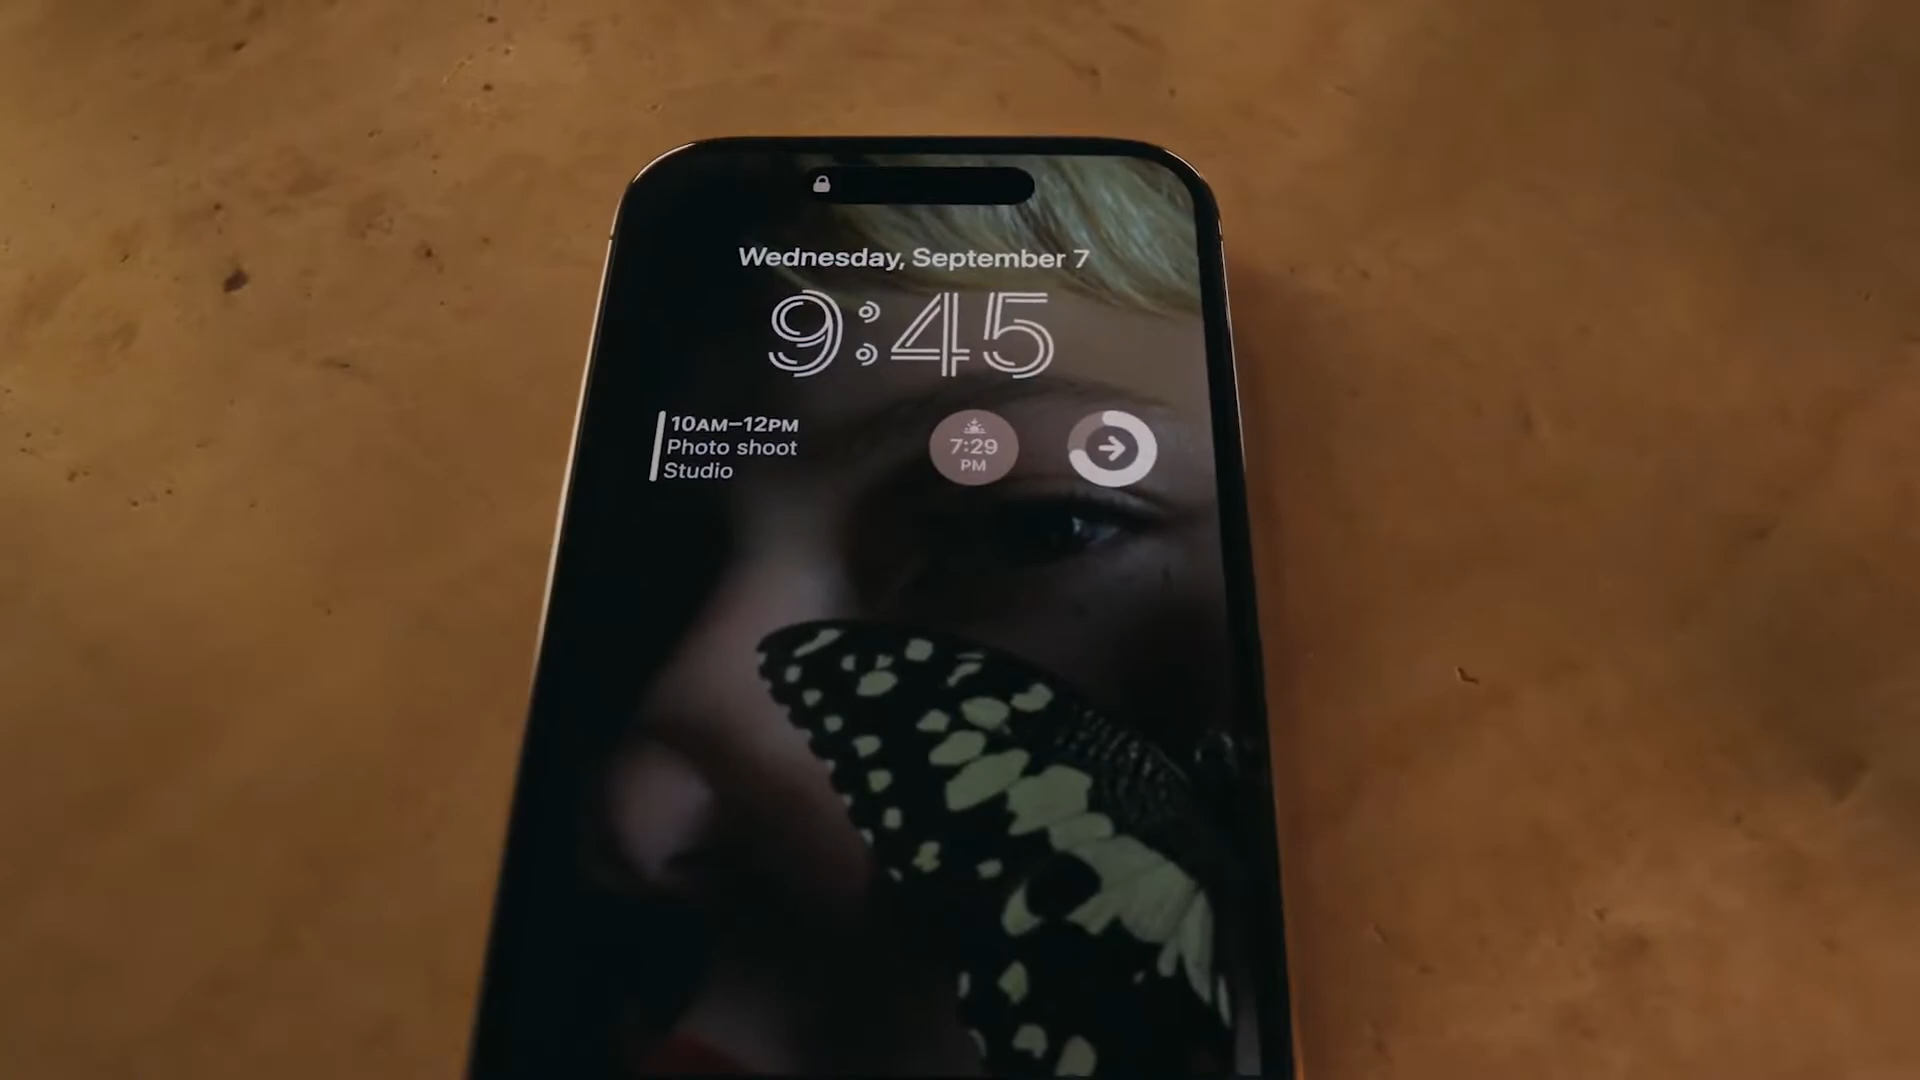 Wednesday, September 7
9:45
10AM–12PM
Photo shoot
Studio
7:29
PM